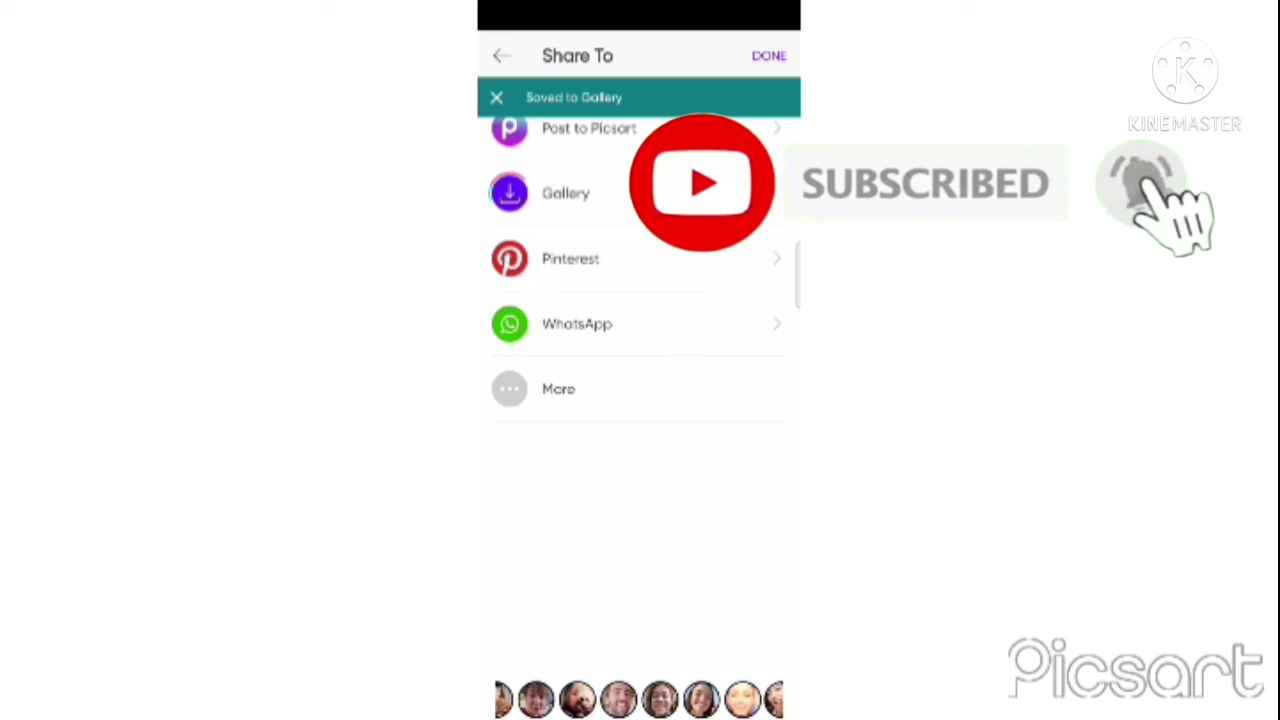 Share To
DONE
Saved to Gallery
Post to Picsart
Gallery
Pinterest
WhatsApp
More
SUBSCRIBED
K
KINEMASTER
Picsart